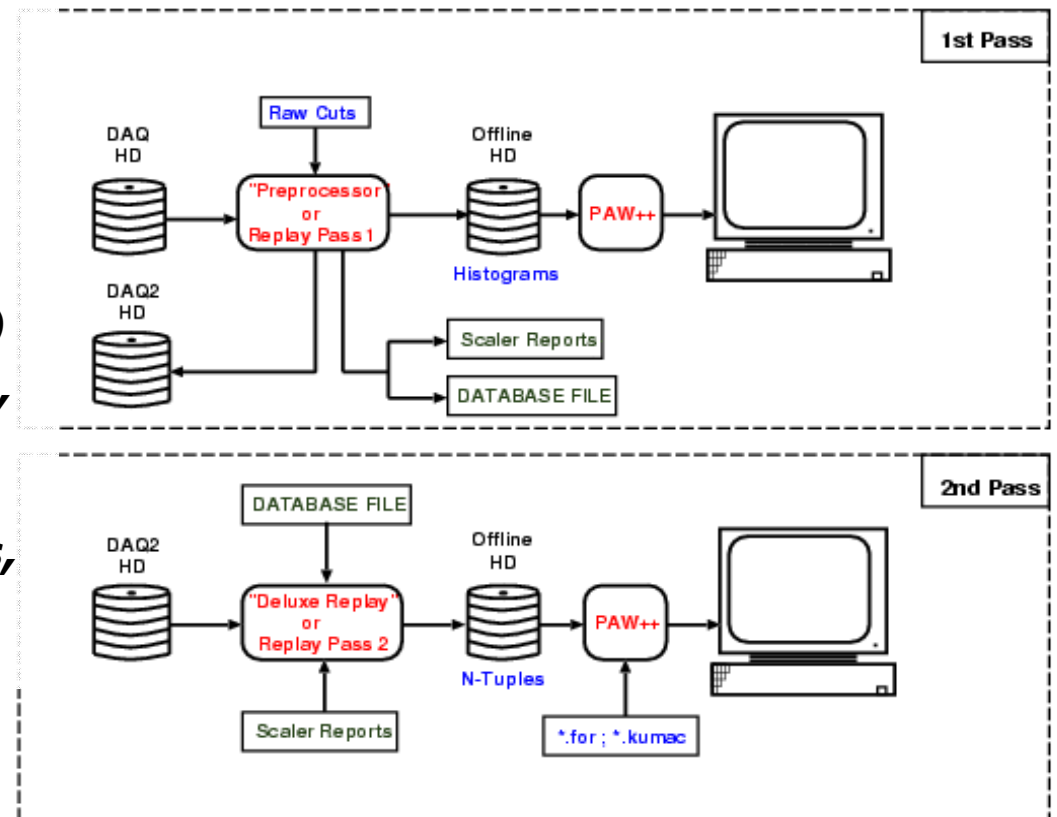 1st Pass
Raw Cuts
DAQ
HD
Offline
HD
"Preprocessor"
or
Replay Pass 1
PAW++
Histograms
DAQ2
HD
)
Scaler Reports
DATABASE FILE
2nd Pass
DATABASE FILE
DAQ2
HD
Offline
HD
"Deluxe Replay"
or
Replay Pass 2
PAW++
N-Tuples
Scaler Reports
*.for ; *.kumac